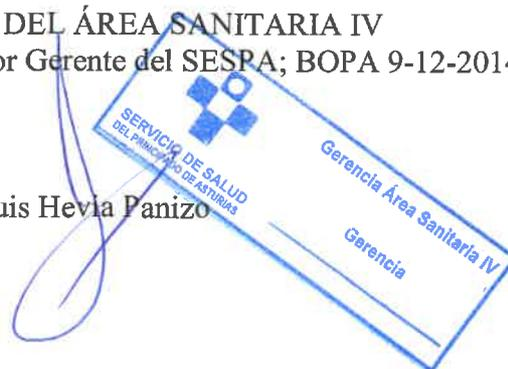 DEL ÁREA SANITARIA IV
or Gerente del SESPA; BOPA 9-12-2014
SERVICIO DE SALUD
DEL PRINCIPADO DE ASTURIAS
Gerencia Área Sanitaria IV
Gerencia
uis Hevia Panizo